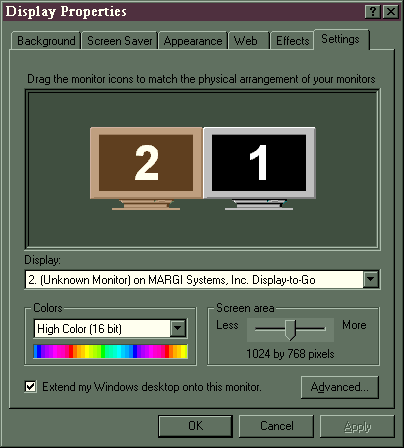 Display Properties
Background Screen Saver Appearance Web Effects Settings
Drag the monitor icons to match the physical arrangement of your monitors
2 1
Display:
2. (Unknown Monitor) on MARGI Systems, Inc. Display-to-Go
Colors
High Color (16 bit)
Screen area
Less More
1024 by 768 pixels
Extend my Windows desktop onto this monitor.
Advanced...
OK Cancel Apply